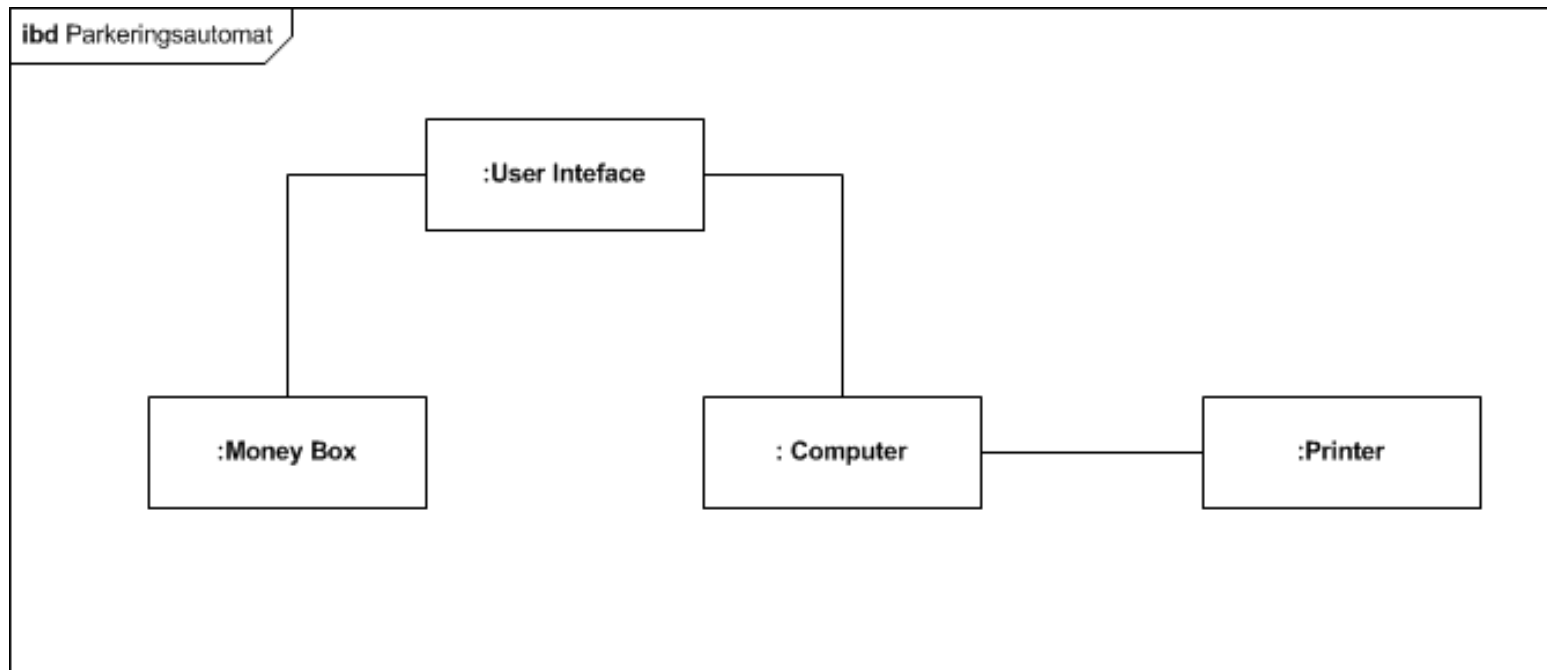 ibd Parkeringsautomat
:User Inteface
:Money Box
: Computer
:Printer